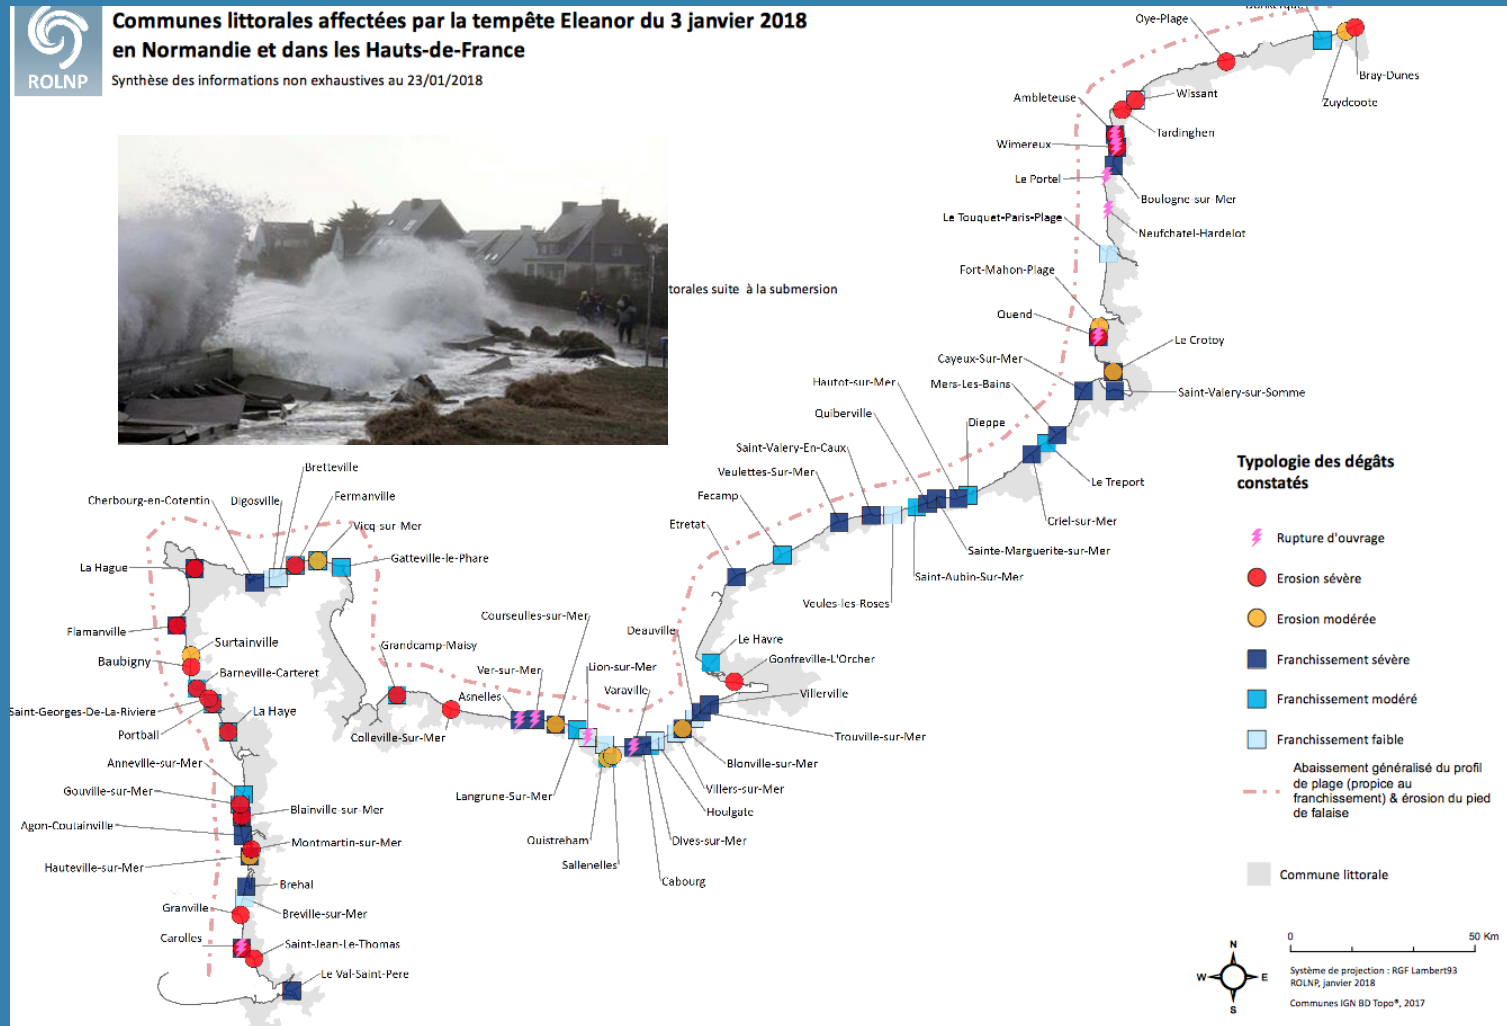 Communes littorales affectées par la tempête Eleanor du 3 janvier 2018
en Normandie et dans les Hauts-de-France
Synthèse des informations non exhaustives au 23/01/2018
ROLNP
torales suite à la submersion
Oye-Plage
Bray-Dunes
Zuydcoote
Ambleteuse
Wissant
Tardinghen
Wimereux
Le Portel
Boulogne-sur-Mer
Le Touquet-Paris-Plage
Neufchatel-Hardelot
Fort-Mahon-Plage
Quend
Le Crotoy
Cayeux-Sur-Mer
Hautot-sur-Mer
Mers-Les-Bains
Saint-Valery-sur-Somme
Quiberville
Dieppe
Saint-Valery-En-Caux
Veulettes-Sur-Mer
Le Treport
Fecamp
Criel-sur-Mer
Etretat
Sainte-Marguerite-sur-Mer
Saint-Aubin-Sur-Mer
Veules-les-Roses
Bretteville
Cherbourg-en-Cotentin
Digosville
Fermanville
Vicq-sur-Mer
Gatteville-le-Phare
La Hague
Flamanville
Surtainville
Baubigny
Barneville-Carteret
Saint-Georges-De-La-Riviere
La Haye
Portball
Anneville-sur-Mer
Gouville-sur-Mer
Blainville-sur-Mer
Agon-Coutainville
Montmartin-sur-Mer
Hauteville-sur-Mer
Brehal
Granville
Breville-sur-Mer
Carolles
Saint-Jean-Le-Thomas
Le Val-Saint-Pere
Courseulles-sur-Mer
Deauville
Le Havre
Grandcamp-Maisy
Gonfreville-L'Orcher
Ver-sur-Mer
Lion-sur-Mer
Asnelles
Varaville
Villerville
Colleville-Sur-Mer
Trouville-sur-Mer
Blonville-sur-Mer
Langrune-Sur-Mer
Villers-sur-Mer
Houlgate
Ouistreham
Dives-sur-Mer
Sallenelles
Cabourg
Typologie des dégâts
constatés
Rupture d'ouvrage
Erosion sévère
Erosion modérée
Franchissement sévère
Franchissement modéré
Franchissement faible
Abaissement généralisé du profil
de plage (propice au
franchissement) & érosion du pied
de falaise
Commune littorale
N
W
E
S
0
50 Km
Système de projection : RGF Lambert93
ROLNP, janvier 2018
Communes IGN BD Topo®, 2017